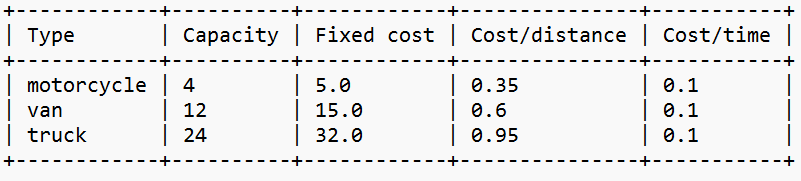 +------------+----------+------------+---------------+-----------+
| Type       | Capacity | Fixed cost | Cost/distance | Cost/time |
+------------+----------+------------+---------------+-----------+
| motorcycle | 4        | 5.0        | 0.35          | 0.1       |
| van        | 12       | 15.0       | 0.6           | 0.1       |
| truck      | 24       | 32.0       | 0.95          | 0.1       |
+------------+----------+------------+---------------+-----------+